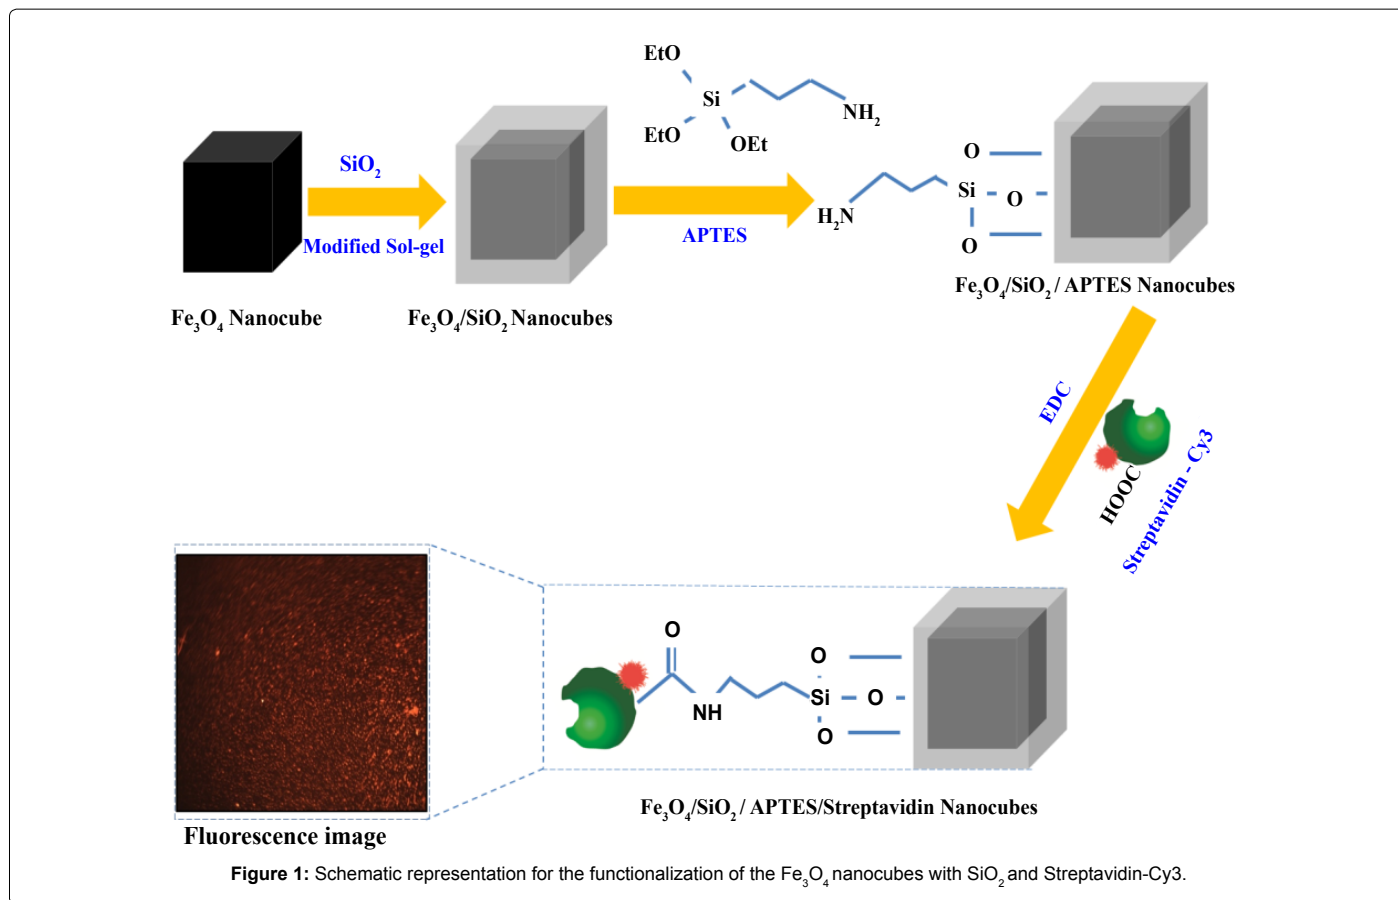 EtO
Si
NH2
EtO
OEt
SiO2
Modified Sol-gel
APTES
O
Si
O
H2N
O
Fe3O4 Nanocube
Fe3O4/SiO2 Nanocubes
Fe3O4/SiO2 / APTES Nanocubes
EDC
HOOC
Streptavidin - Cy3
O
O
Si
O
NH
O
Fe3O4/SiO2 / APTES/Streptavidin Nanocubes
Fluorescence image
Figure 1: Schematic representation for the functionalization of the Fe3O4 nanocubes with SiO2 and Streptavidin-Cy3.